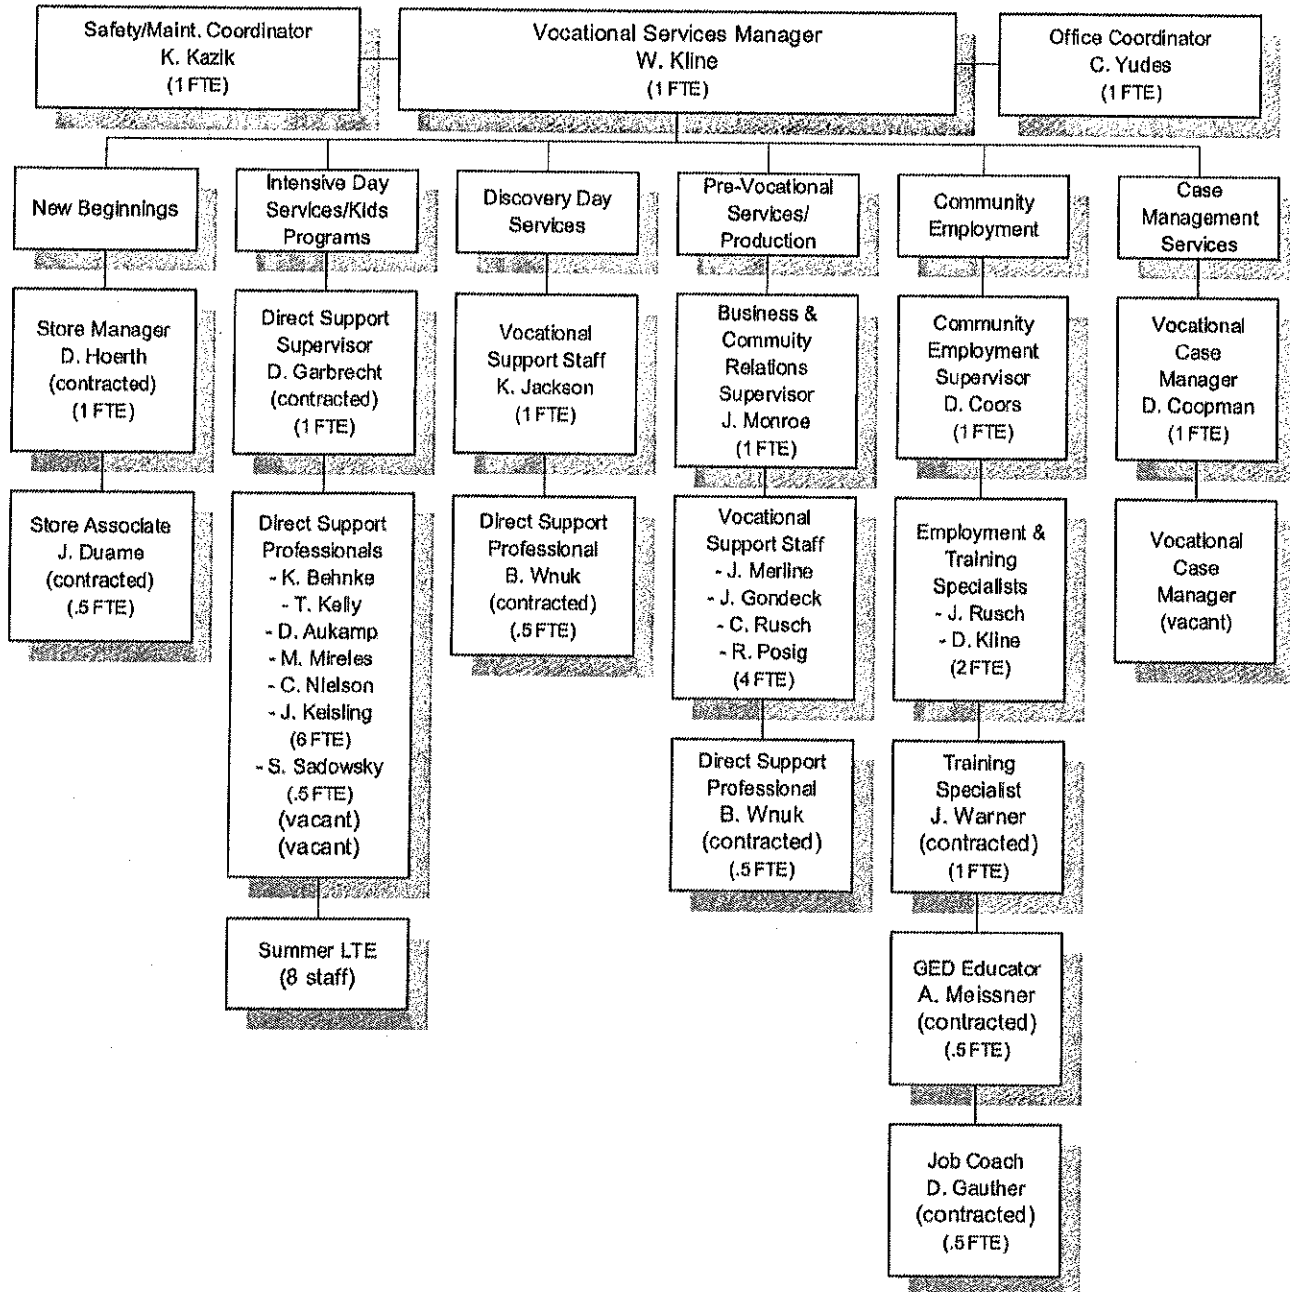 Safety/Maint. Coordinator
K. Kazik
(1 FTE)
Vocational Services Manager
W. Kline
(1 FTE)
Office Coordinator
C. Yudes
(1 FTE)
New Beginnings
Intensive Day
Services/Kids
Programs
Discovery Day
Services
Pre-Vocational
Services/
Production
Community
Employment
Case
Management
Services
Store Manager
D. Hoerth
(contracted)
(1 FTE)
Direct Support
Supervisor
D. Garbrecht
(contracted)
(1 FTE)
Vocational
Support Staff
K. Jackson
(1 FTE)
Business &
Commuity
Relations
Supervisor
J. Monroe
(1 FTE)
Community
Employment
Supervisor
D. Coors
(1 FTE)
Vocational
Case
Manager
D. Coopman
(1 FTE)
Store Associate
J. Duame
(contracted)
(.5 FTE)
Direct Support
Professionals
- K. Behnke
- T. Kelly
- D. Aukamp
- M. Mireles
- C. Nielson
- J. Keisling
(6 FTE)
- S. Sadowsky
(.5 FTE)
(vacant)
(vacant)
Direct Support
Professional
B. Wnuk
(contracted)
(.5 FTE)
Vocational
Support Staff
- J. Merline
- J. Gondeck
- C. Rusch
- R. Posig
(4 FTE)
Employment &
Training
Specialists
- J. Rusch
- D. Kline
(2 FTE)
Vocational
Case
Manager
(vacant)
Direct Support
Professional
B. Wnuk
(contracted)
(.5 FTE)
Training
Specialist
J. Warner
(contracted)
(1 FTE)
Summer LTE
(8 staff)
GED Educator
A. Meissner
(contracted)
(.5 FTE)
Job Coach
D. Gauther
(contracted)
(.5 FTE)